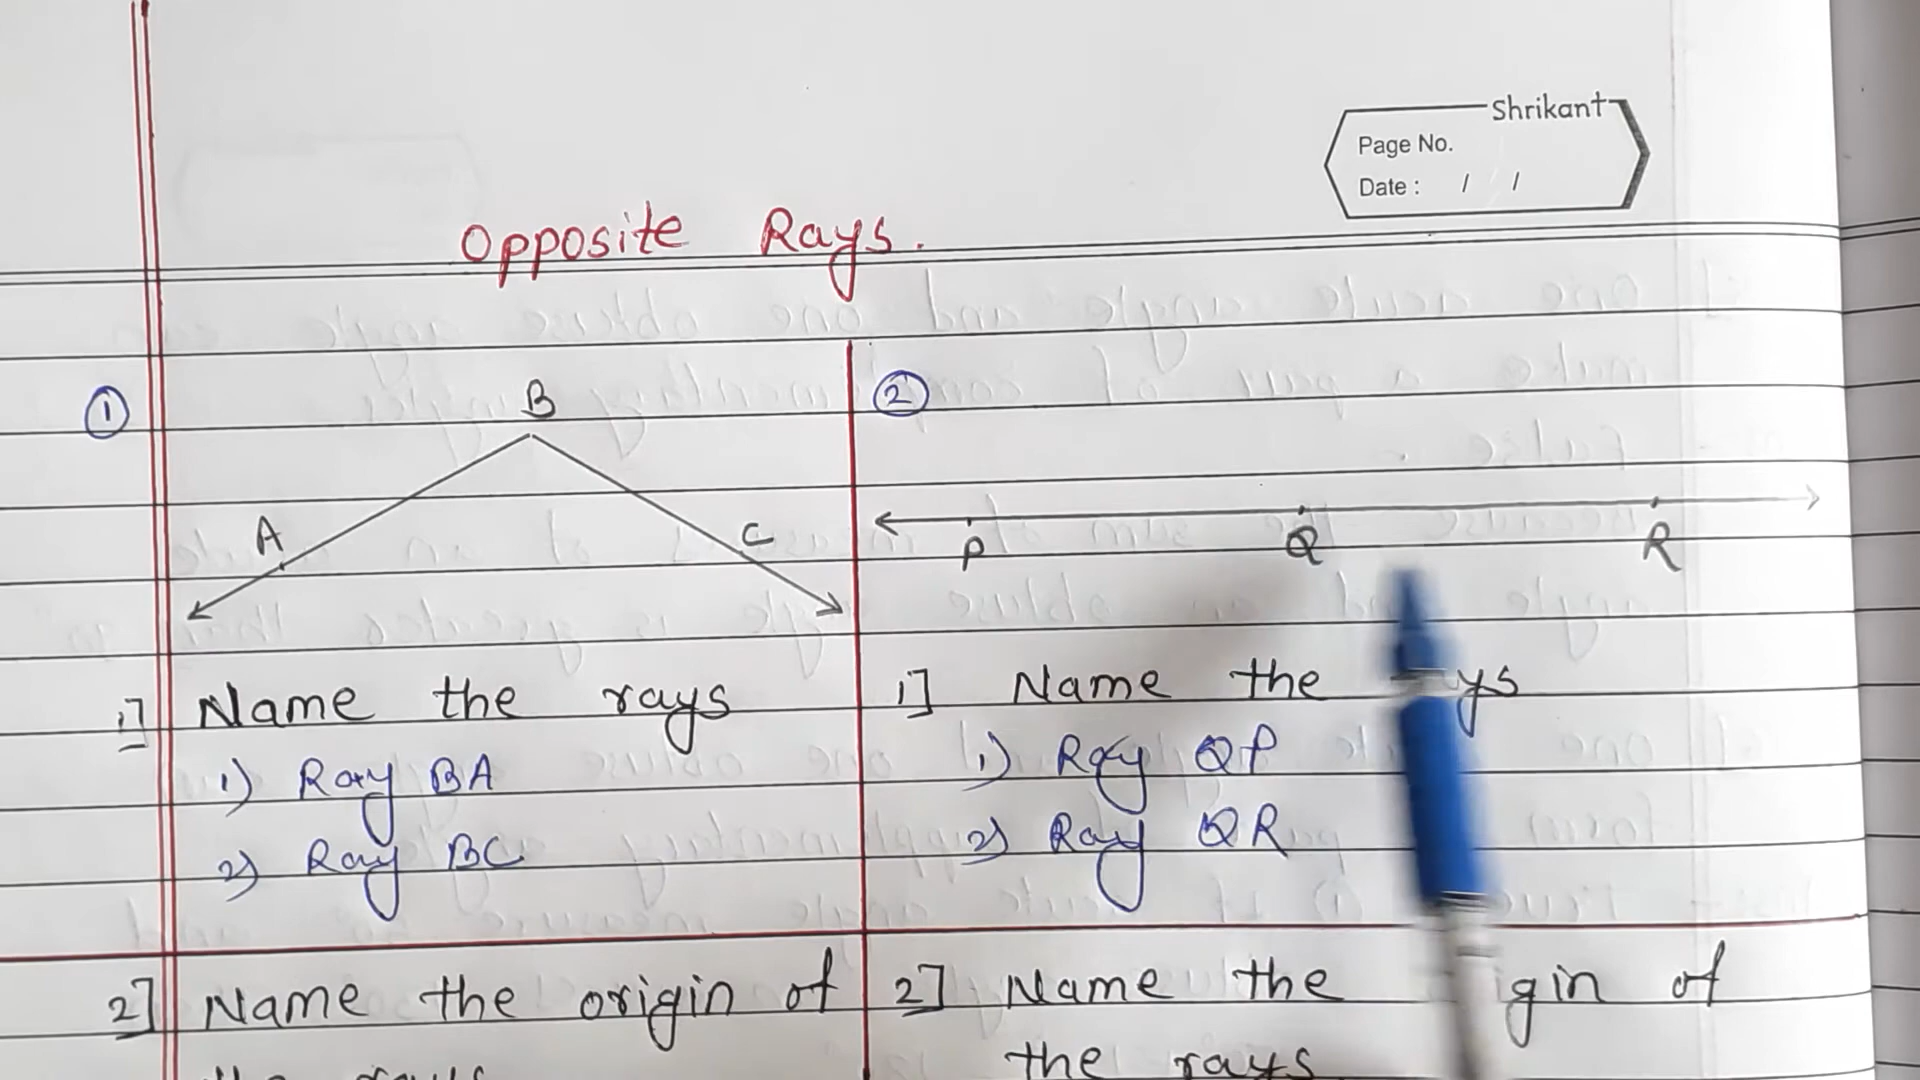 Shrikant
Page No.
Date : / /
Opposite Rays.
①
B
A
C
1] Name the rays
1) Ray BA
2) Ray BC
2] Name the origin of
②
P
Q
R
1] Name the
1) Ray QP
2) Ray QR
2] Name the of
the rays